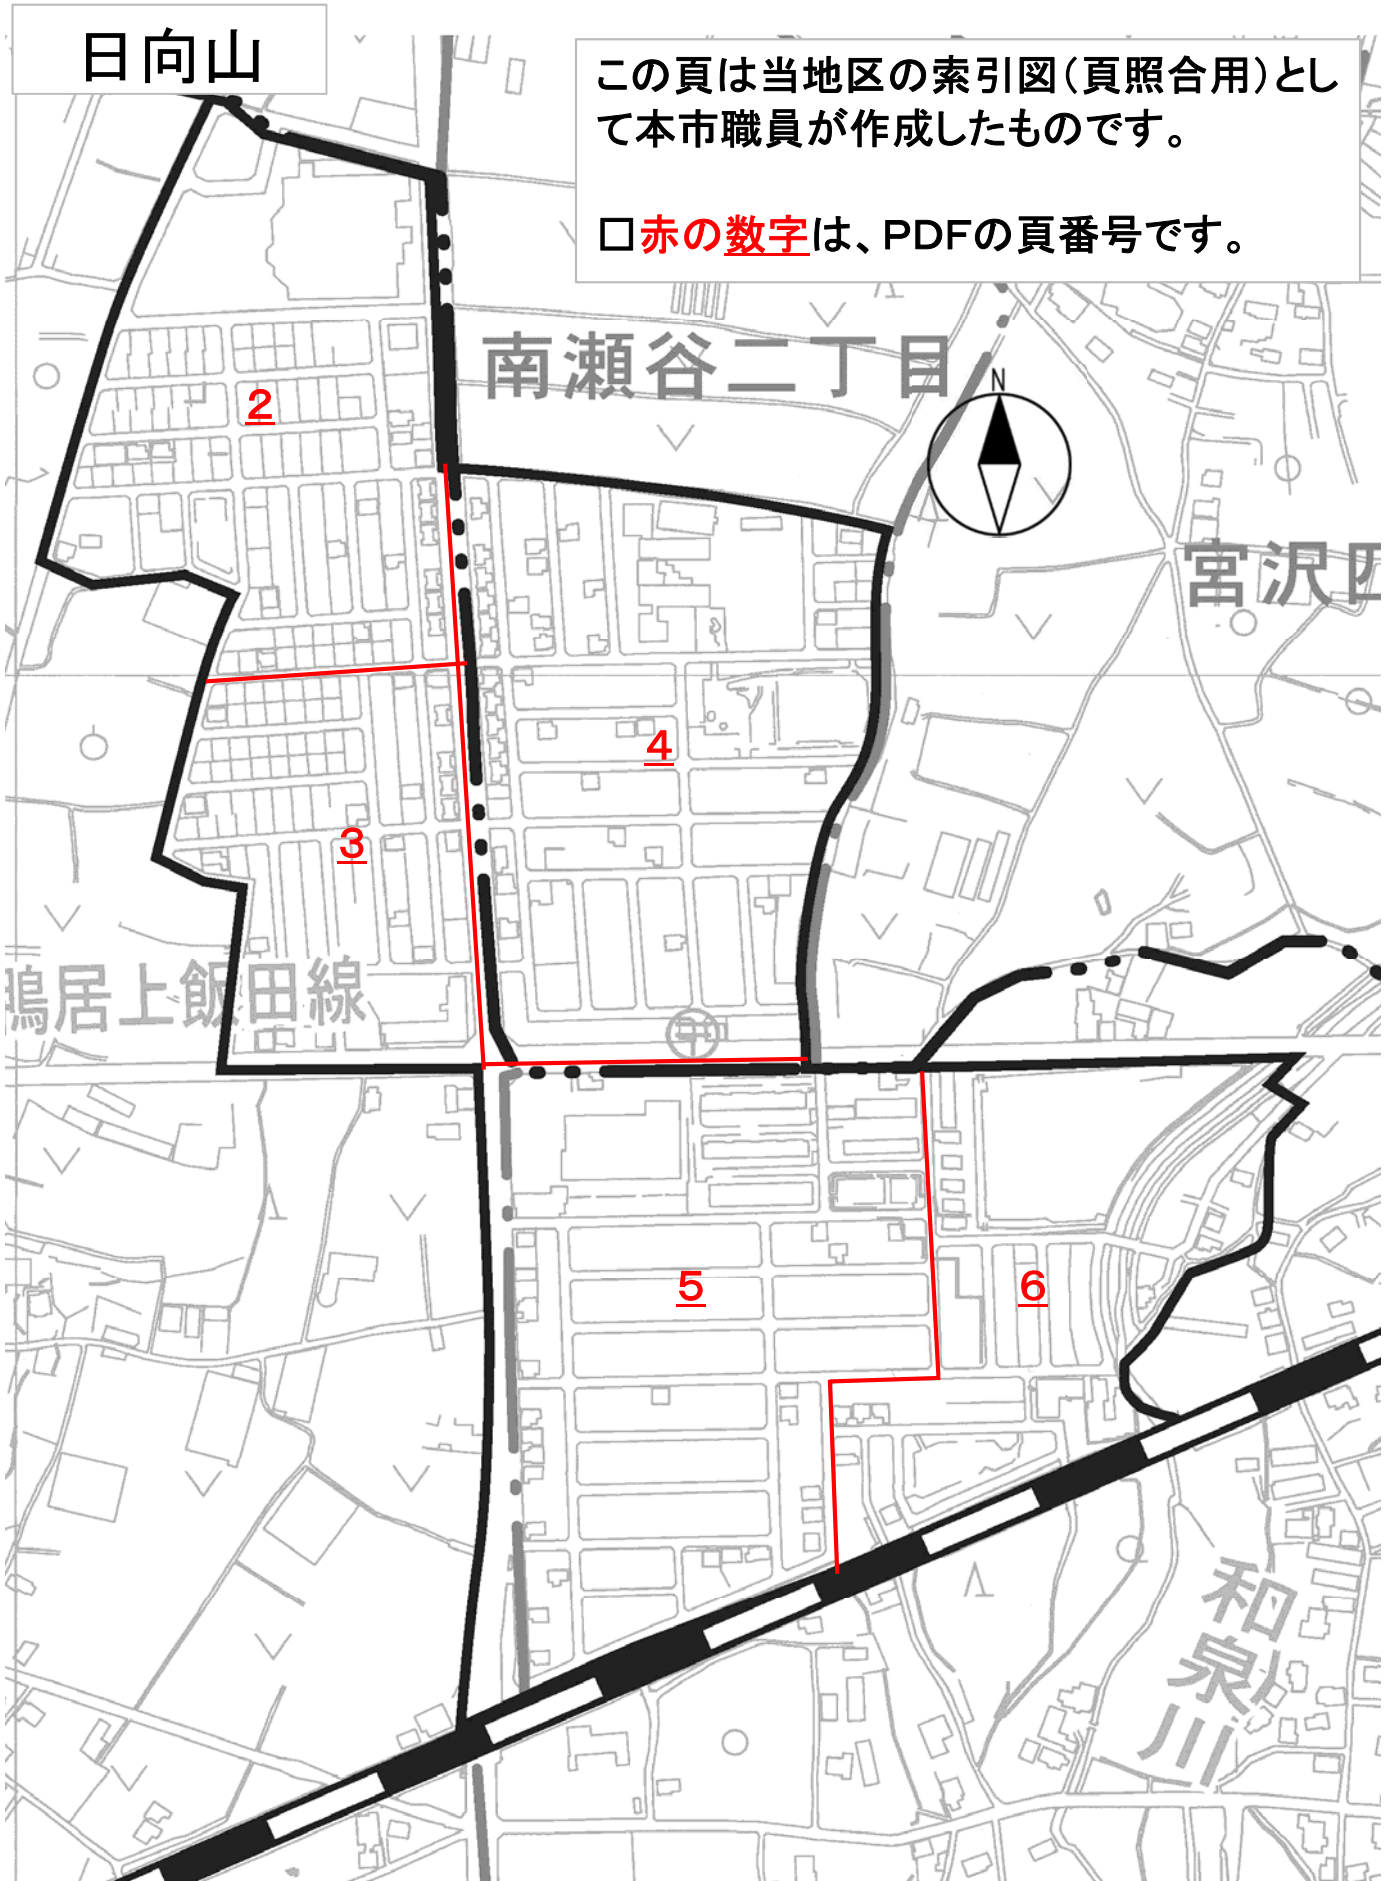 日向山
この頁は当地区の索引図（頁照合用）とし
て本市職員が作成したものです。
□赤の数字は、PDFの頁番号です。
南瀬谷二丁目
N
2
宮沢四
4
3
鴨居上飯田線
5
6
和泉川